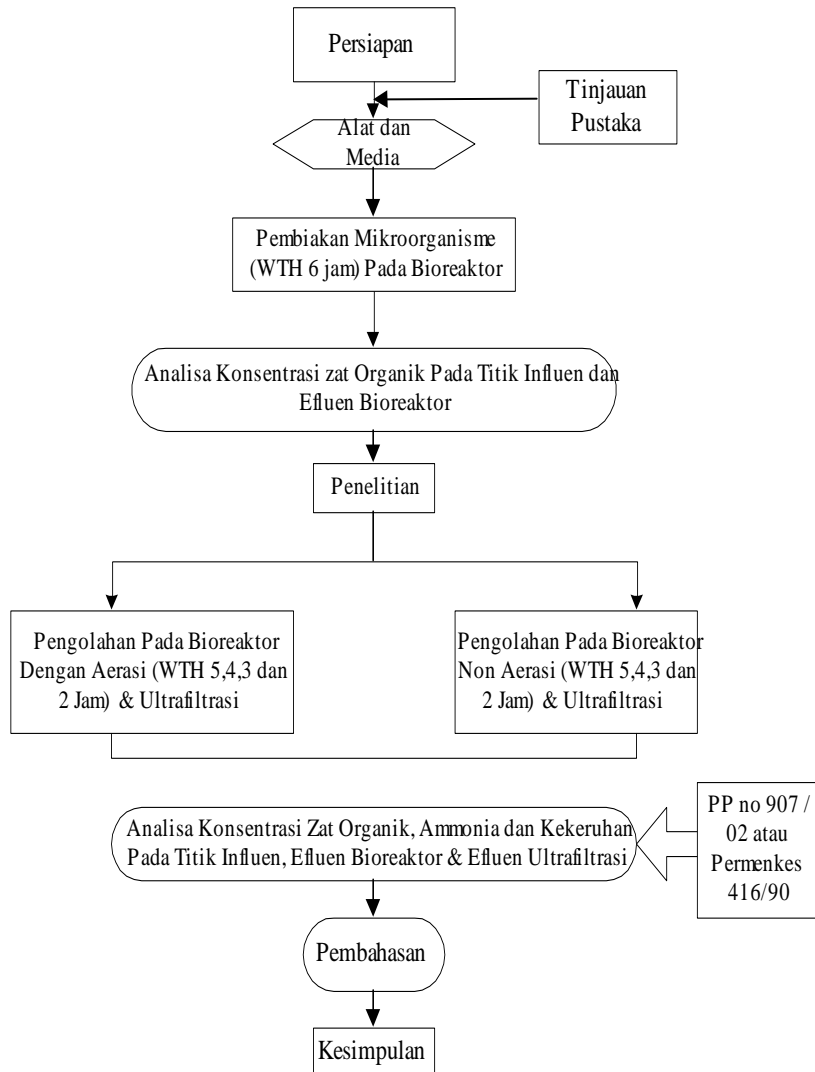 Persiapan
Tinjauan
Pustaka
Alat dan
Media
Pembiakan Mikroorganisme
(WTH 6 jam) Pada Bioreaktor
Analisa Konsentrasi zat Organik Pada Titik Influen dan
Efluen Bioreaktor
Penelitian
Pengolahan Pada Bioreaktor
Dengan Aerasi (WTH 5,4,3 dan
2 Jam) & Ultrafiltrasi
Pengolahan Pada Bioreaktor
Non Aerasi (WTH 5,4,3 dan
2 Jam) & Ultrafiltrasi
Analisa Konsentrasi Zat Organik, Ammonia dan Kekeruhan
Pada Titik Influen, Efluen Bioreaktor & Efluen Ultrafiltrasi
PP no 907 /
02 atau
Permenkes
416/90
Pembahasan
Kesimpulan